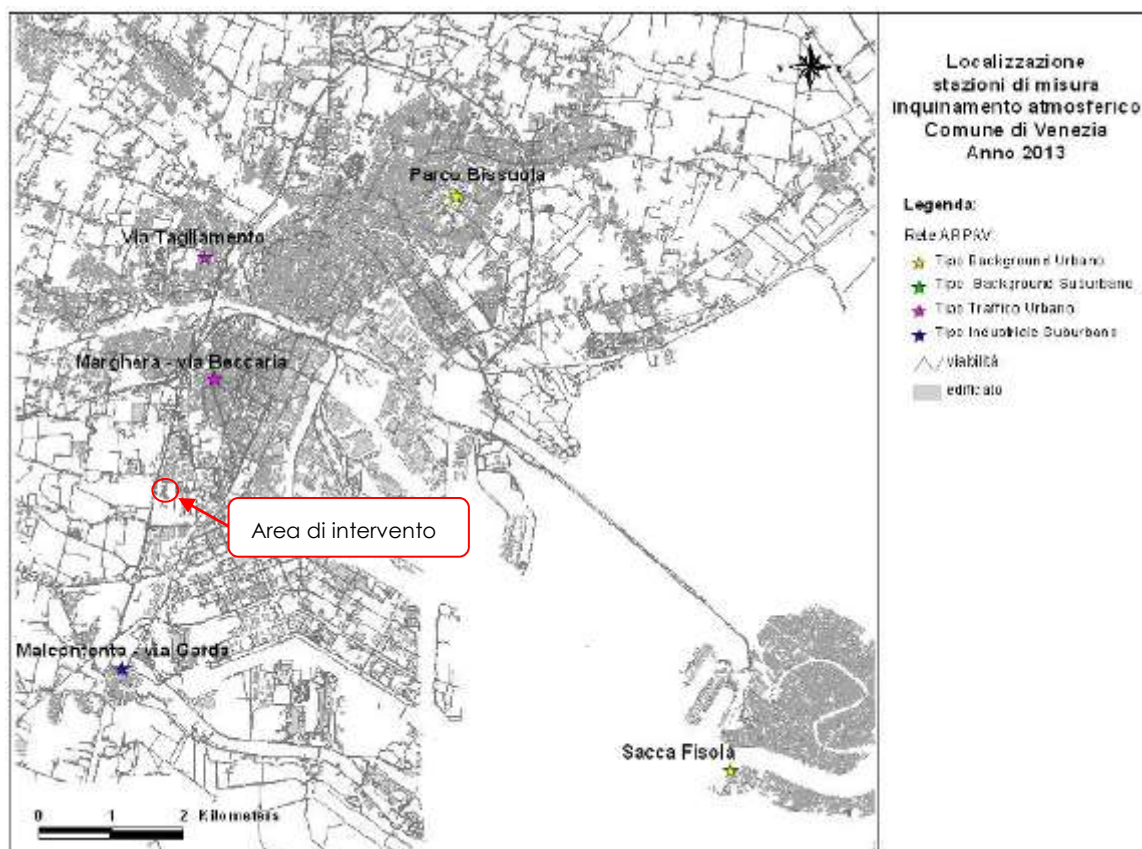 Localizzazione
stazioni di misura
inquinamento atmosferico
Comune di Venezia
Anno 2013
Legenda:
Rete ARPAV:
Tipo Background Urbano
Tipo Background Suburbano
Tipo Traffico Urbano
Tipo Industriale Suburbano
viabilità
edificato
Parco Bissuola
Via Tagliamento
Marghera - via Beccaria
Area di intervento
Malcontenta - via Garda
Sacca Fisola
0 1 2 Kilometers